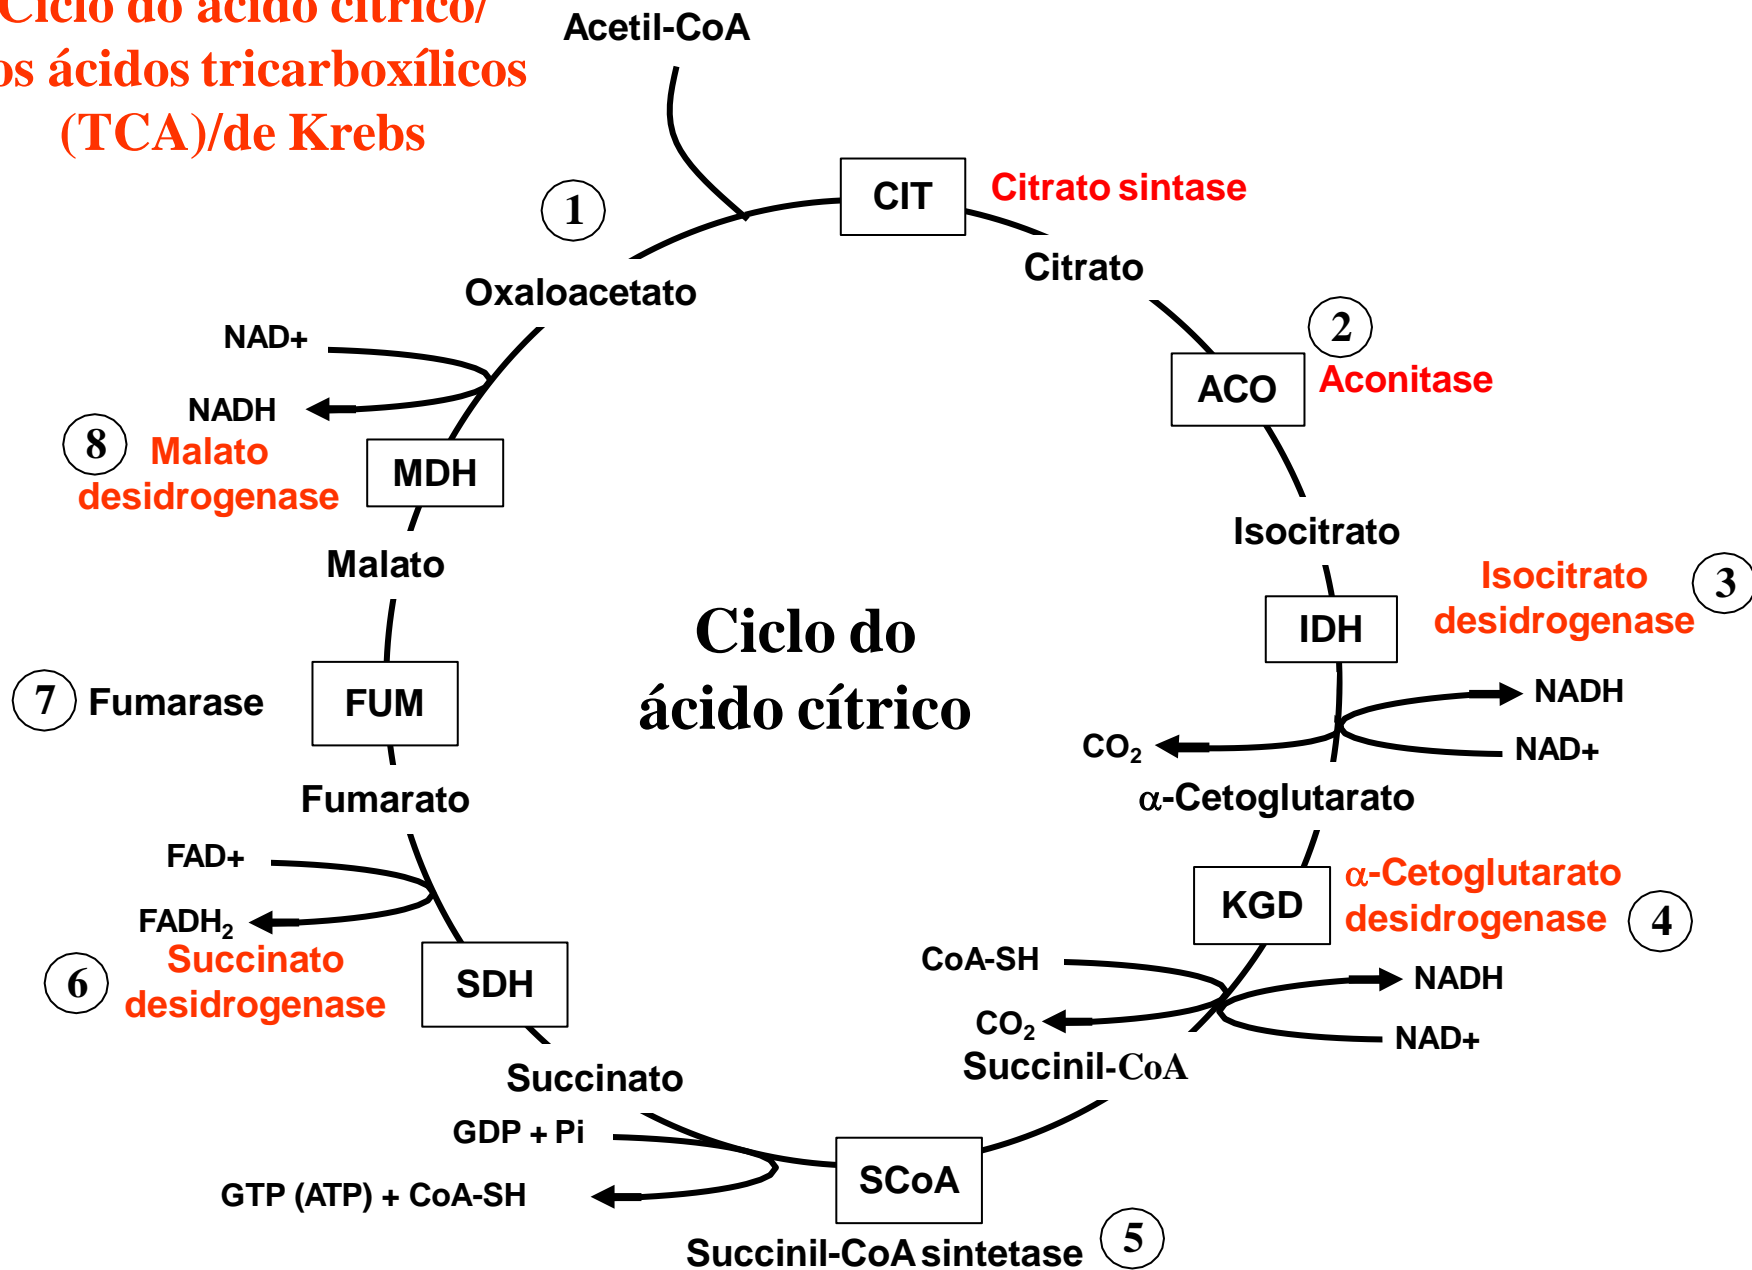 Ciclo do ácido cítrico/
os ácidos tricarboxílicos
(TCA)/de Krebs
Acetil-CoA
1
CIT
Citrato sintase
Citrato
Oxaloacetato
2
ACO
Aconitase
NAD+
NADH
8
Malato
desidrogenase
MDH
Isocitrato
Malato
Isocitrato
desidrogenase
3
IDH
Ciclo do
ácido cítrico
7
Fumarase
FUM
NADH
CO2
NAD+
Fumarato
α-Cetoglutarato
FAD+
FADH2
KGD
α-Cetoglutarato
desidrogenase
4
6
Succinato
desidrogenase
SDH
CoA-SH
NADH
CO2
NAD+
Succinato
Succinil-CoA
GDP + Pi
GTP (ATP) + CoA-SH
SCoA
Succinil-CoA sintetase
5